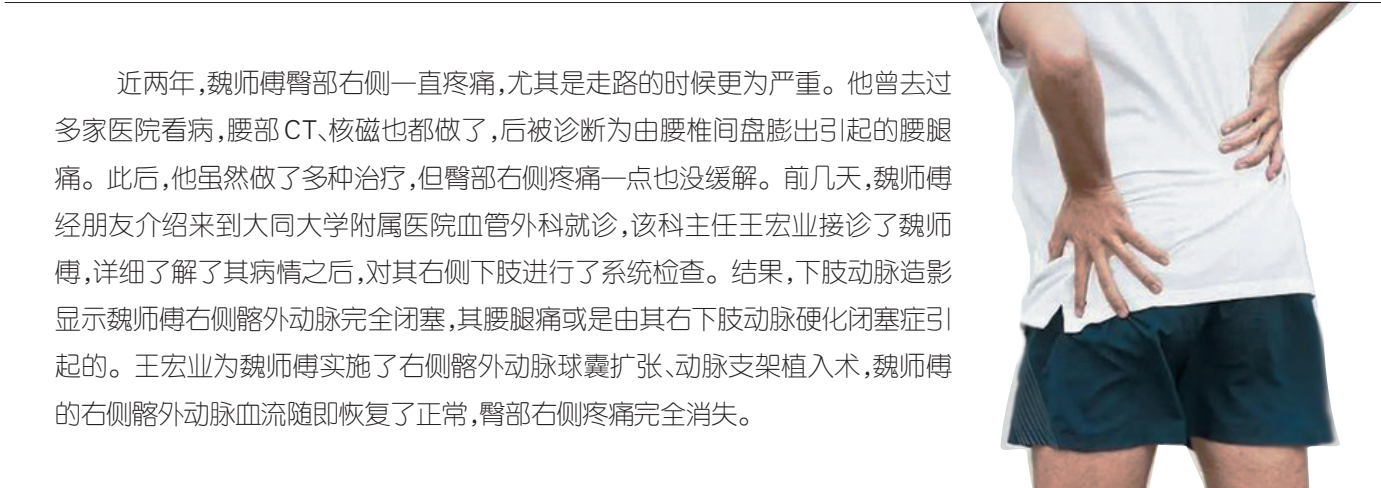 近两年,魏师傅臀部右侧一直疼痛,尤其是走路的时候更为严重。他曾去过
多家医院看病,腰部CT、核磁也都做了,后被诊断为由腰椎间盘膨出引起的腰腿
痛。此后,他虽然做了多种治疗,但臀部右侧疼痛一点也没缓解。前几天,魏师傅
经朋友介绍来到大同大学附属医院血管外科就诊,该科主任王宏业接诊了魏师
傅,详细了解了其病情之后,对其右侧下肢进行了系统检查。结果,下肢动脉造影
显示魏师傅右侧髂外动脉完全闭塞,其腰腿痛或是由其右下肢动脉硬化闭塞症引
起的。王宏业为魏师傅实施了右侧髂外动脉球囊扩张、动脉支架植入术,魏师傅
的右侧髂外动脉血流随即恢复了正常,臀部右侧疼痛完全消失。